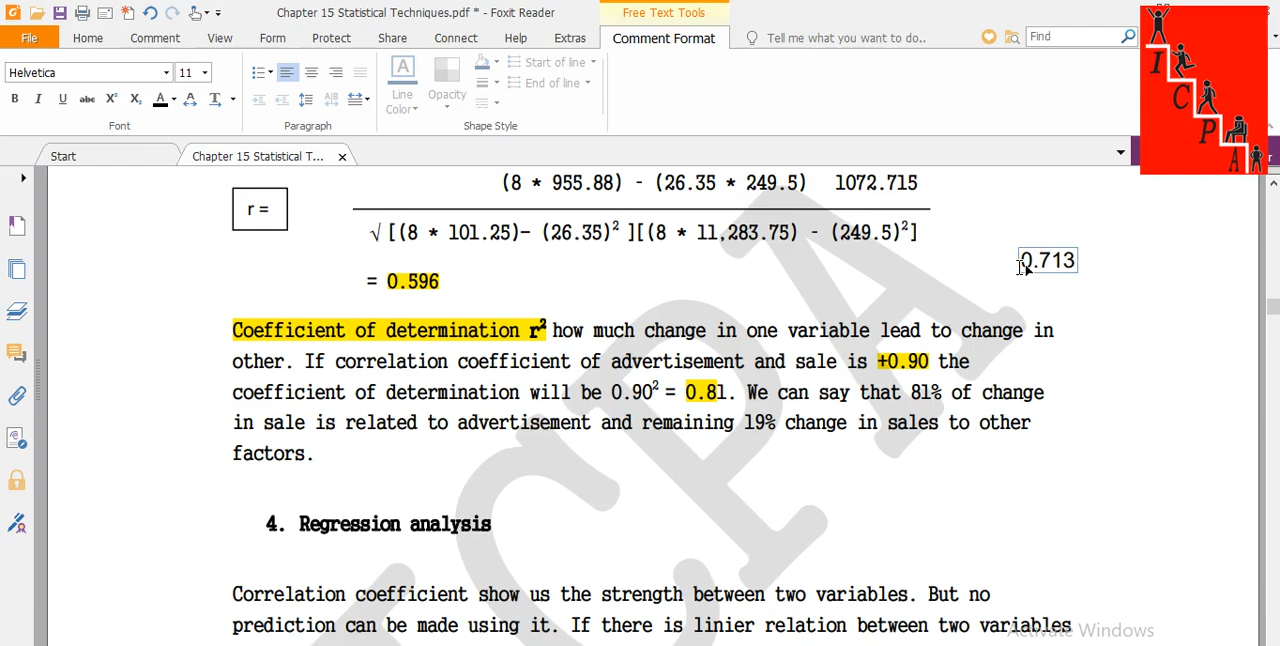 Chapter 15 Statistical Techniques.pdf * - Foxit Reader
Free Text Tools
File Home Comment View Form Protect Share Connect Help Extras Comment Format Tell me what you want to do.. Find
Helvetica 11
Line Color
Opacity
Start of line
End of line
B I U abc X² X₂ A A T
Font Paragraph Shape Style
Start Chapter 15 Statistical T...
I
C
P
A
(8 * 955.88) - (26.35 * 249.5) 1072.715
r =
√ [(8 * 101.25)- (26.35)² ][(8 * 11,283.75) - (249.5)²]
0.713
= 0.596
Coefficient of determination r² how much change in one variable lead to change in
other. If correlation coefficient of advertisement and sale is +0.90 the
coefficient of determination will be 0.90² = 0.81. We can say that 81% of change
in sale is related to advertisement and remaining 19% change in sales to other
factors.
4. Regression analysis
Correlation coefficient show us the strength between two variables. But no
prediction can be made using it. If there is linier relation between two variables
Activate Windows
ICPA